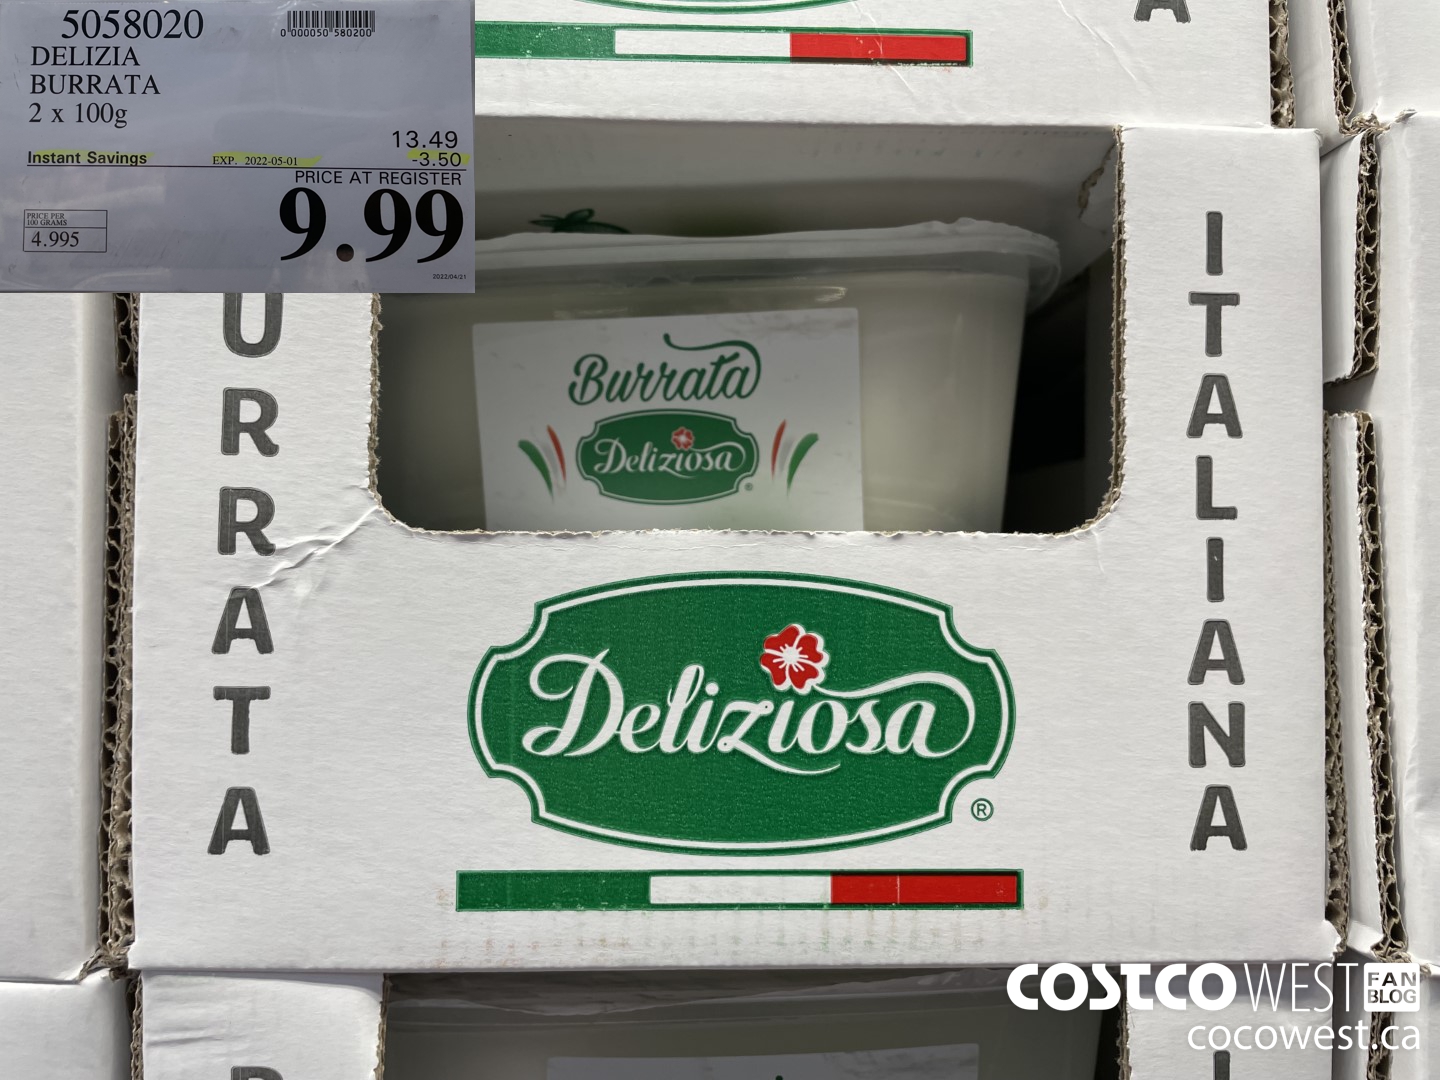 5058020
0 000050 580200
DELIZIA
BURRATA
2 x 100g
13.49
Instant Savings EXP. 2022-05-01 -3.50
PRICE AT REGISTER
9.99
PRICE PER
100 GRAMS
4.995
2022/04/21
A
URRATA
ITALIANA
Burrata
Deliziosa
®
Deliziosa
®
R
I
COSTCO WEST FAN BLOG
cocowest.ca